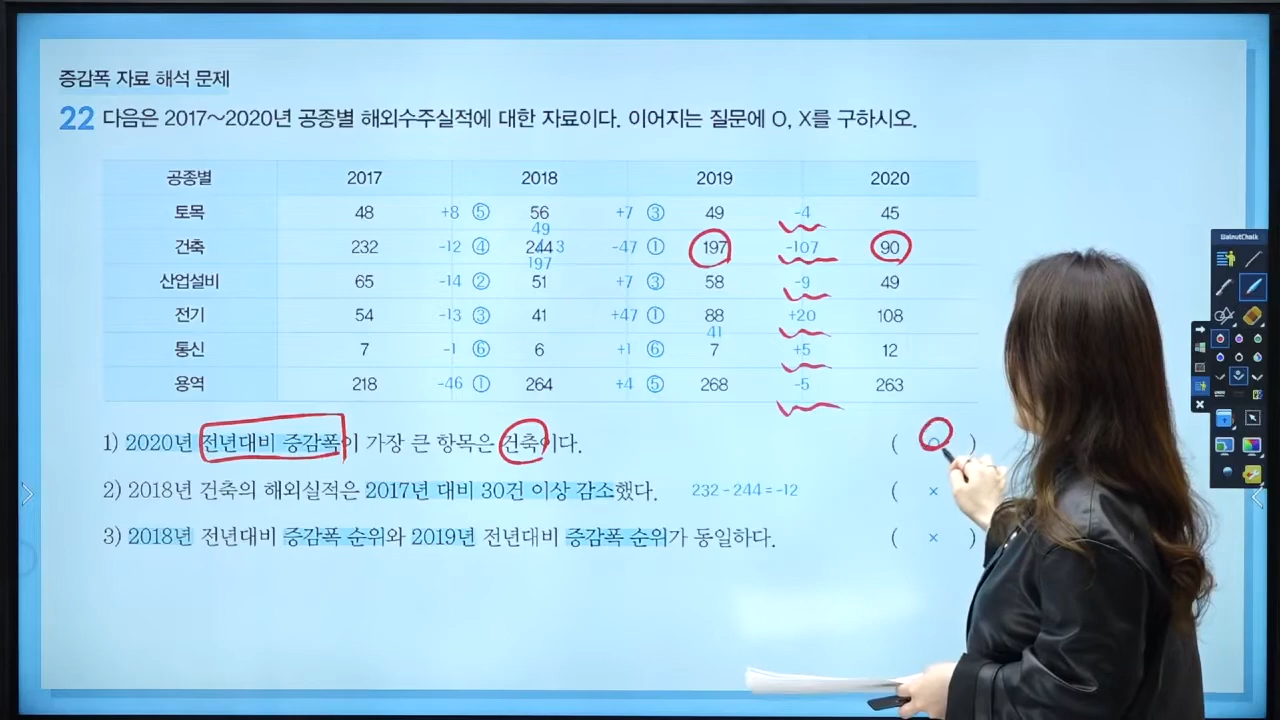 증감폭 자료 해석 문제
22 다음은 2017~2020년 공종별 해외수주실적에 대한 자료이다. 이어지는 질문에 O, X를 구하시오.
공종별 2017 2018 2019 2020
토목 48 +8 ⑤ 56 +7 ③ 49 -4 45
49
건축 232 -12 ④ 244 3 -47 ① 197 -107 90
197
산업설비 65 -14 ② 51 +7 ③ 58 -9 49
전기 54 -13 ③ 41 +47 ① 88 +20 108
41
통신 7 -1 ⑥ 6 +1 ⑥ 7 +5 12
용역 218 -46 ① 264 +4 ⑤ 268 -5 263
1) 2020년 전년대비 증감폭이 가장 큰 항목은 건축이다. ( ○ )
2) 2018년 건축의 해외실적은 2017년 대비 30건 이상 감소했다. 232-244=-12 ( ×
3) 2018년 전년대비 증감폭 순위와 2019년 전년대비 증감폭 순위가 동일하다. ( × )
WalnutChalk